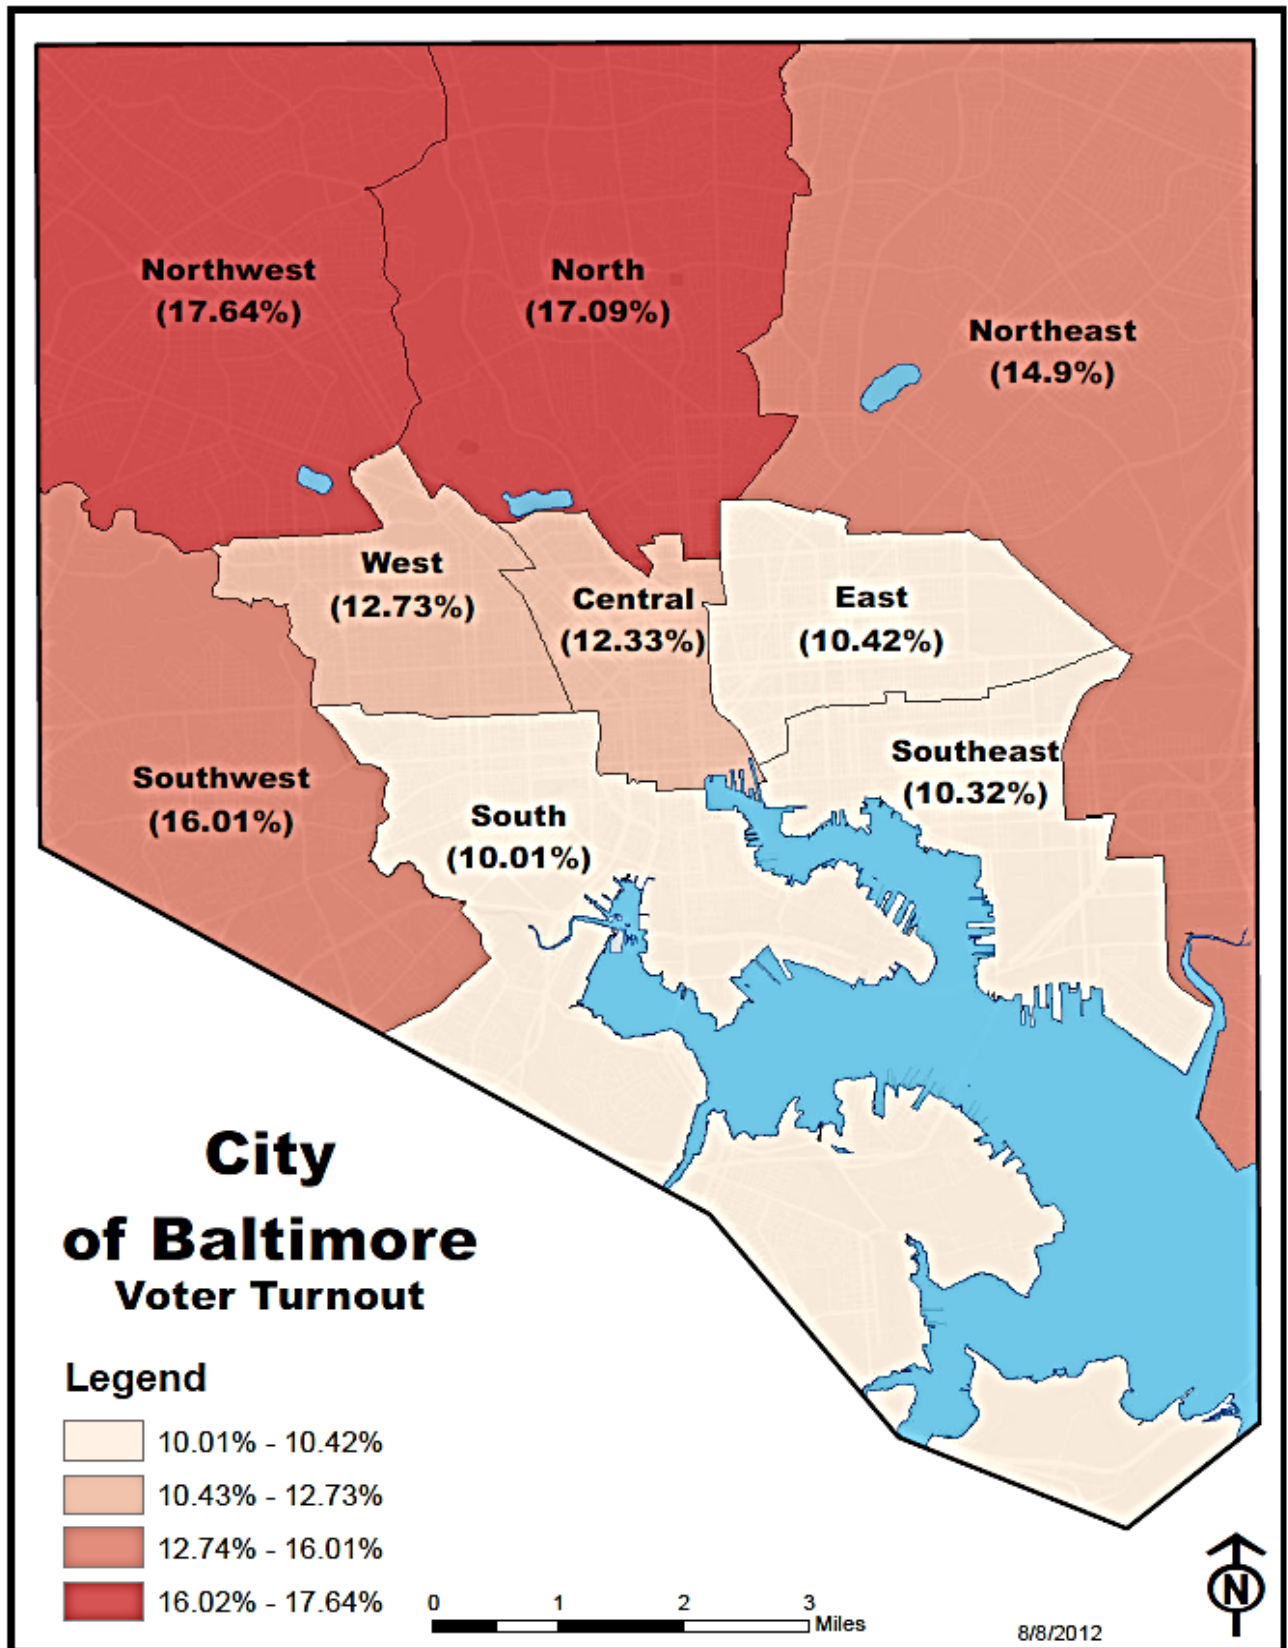 Northwest
(17.64%)
North
(17.09%)
Northeast
(14.9%)
West
(12.73%)
Central
(12.33%)
East
(10.42%)
Southwest
(16.01%)
South
(10.01%)
Southeast
(10.32%)
City
of Baltimore
Voter Turnout
Legend
10.01% - 10.42%
10.43% - 12.73%
12.74% - 16.01%
16.02% - 17.64%
0 1 2 3
Miles
8/8/2012
N